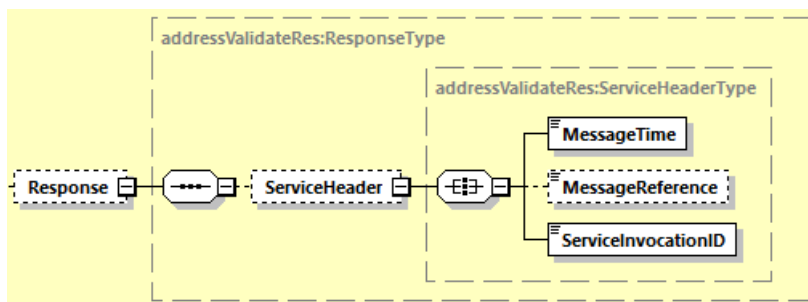 addressValidateRes:ResponseType
addressValidateRes:ServiceHeaderType
MessageTime
Response
ServiceHeader
MessageReference
ServiceInvocationID